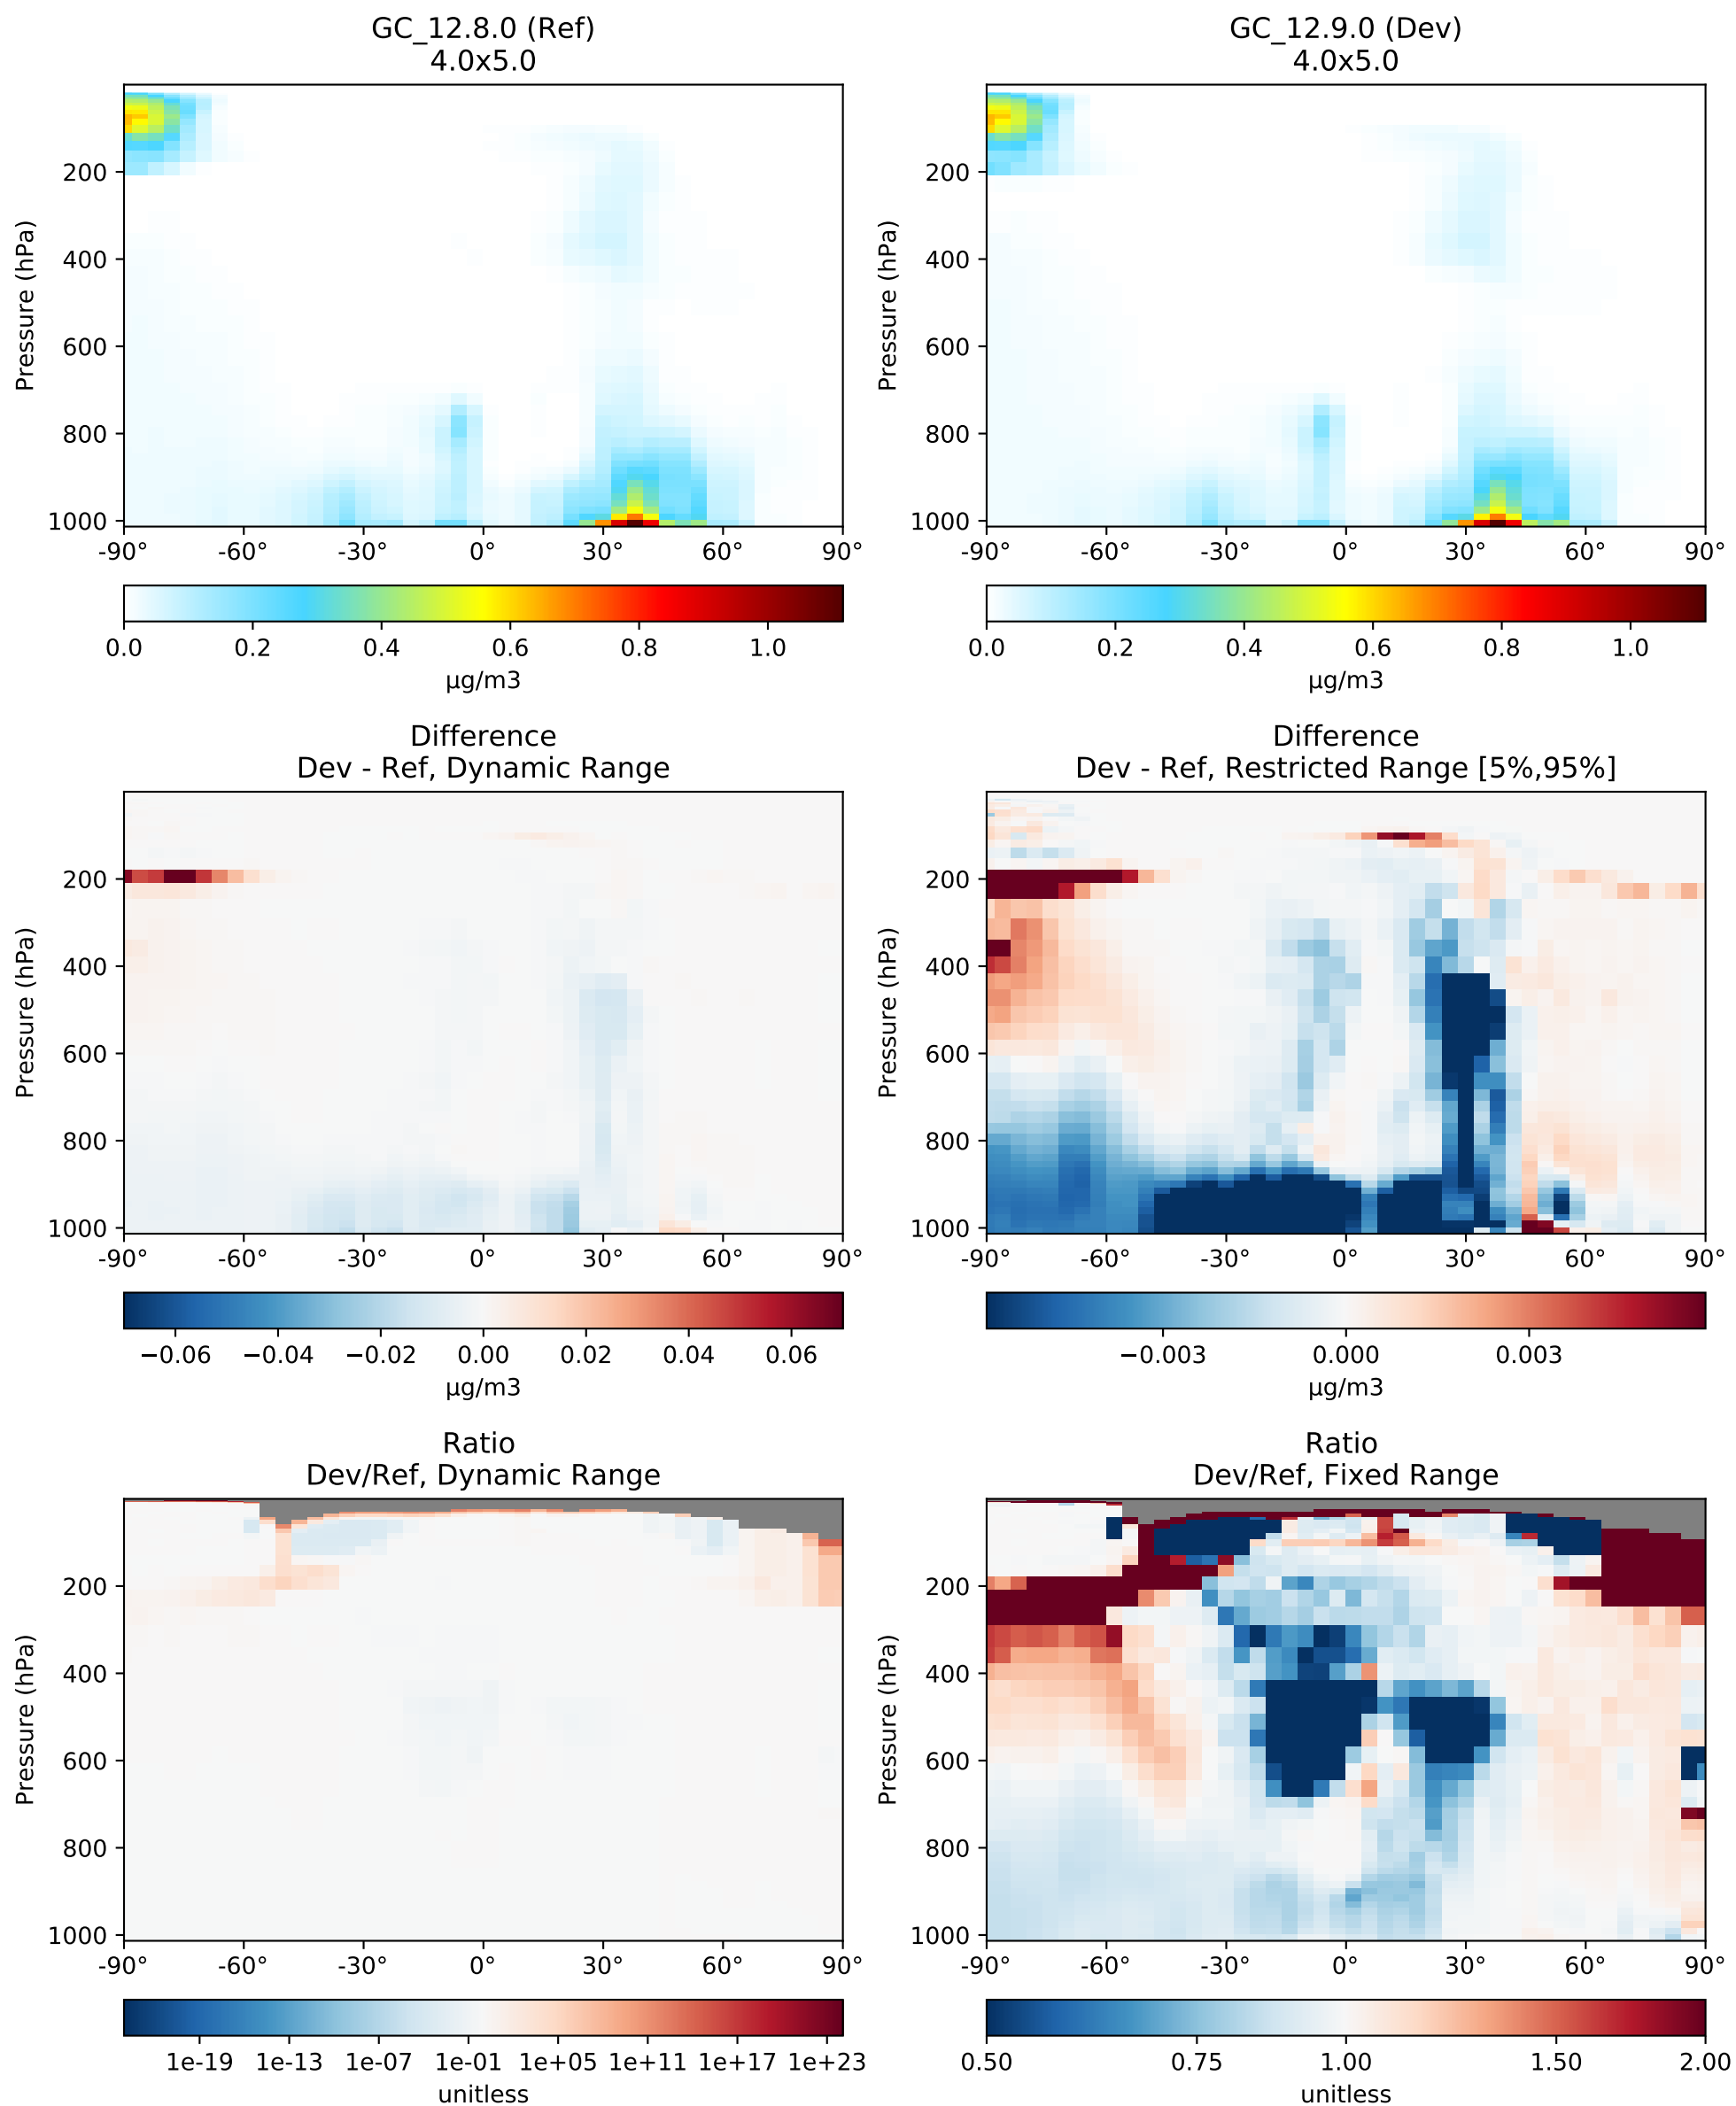 GC_12.8.0 (Ref)
4.0x5.0
Pressure (hPa)
200
400
600
800
1000
-90° -60° -30° 0° 30° 60° 90°
0.0 0.2 0.4 0.6 0.8 1.0
µg/m3
GC_12.9.0 (Dev)
4.0x5.0
Pressure (hPa)
200
400
600
800
1000
-90° -60° -30° 0° 30° 60° 90°
0.0 0.2 0.4 0.6 0.8 1.0
µg/m3
Difference
Dev - Ref, Dynamic Range
Pressure (hPa)
200
400
600
800
1000
-90° -60° -30° 0° 30° 60° 90°
−0.06 −0.04 −0.02 0.00 0.02 0.04 0.06
µg/m3
Difference
Dev - Ref, Restricted Range [5%,95%]
Pressure (hPa)
200
400
600
800
1000
-90° -60° -30° 0° 30° 60° 90°
−0.003 0.000 0.003
µg/m3
Ratio
Dev/Ref, Dynamic Range
Pressure (hPa)
200
400
600
800
1000
-90° -60° -30° 0° 30° 60° 90°
1e-19 1e-13 1e-07 1e-01 1e+05 1e+11 1e+17 1e+23
unitless
Ratio
Dev/Ref, Fixed Range
Pressure (hPa)
200
400
600
800
1000
-90° -60° -30° 0° 30° 60° 90°
0.50 0.75 1.00 1.50 2.00
unitless